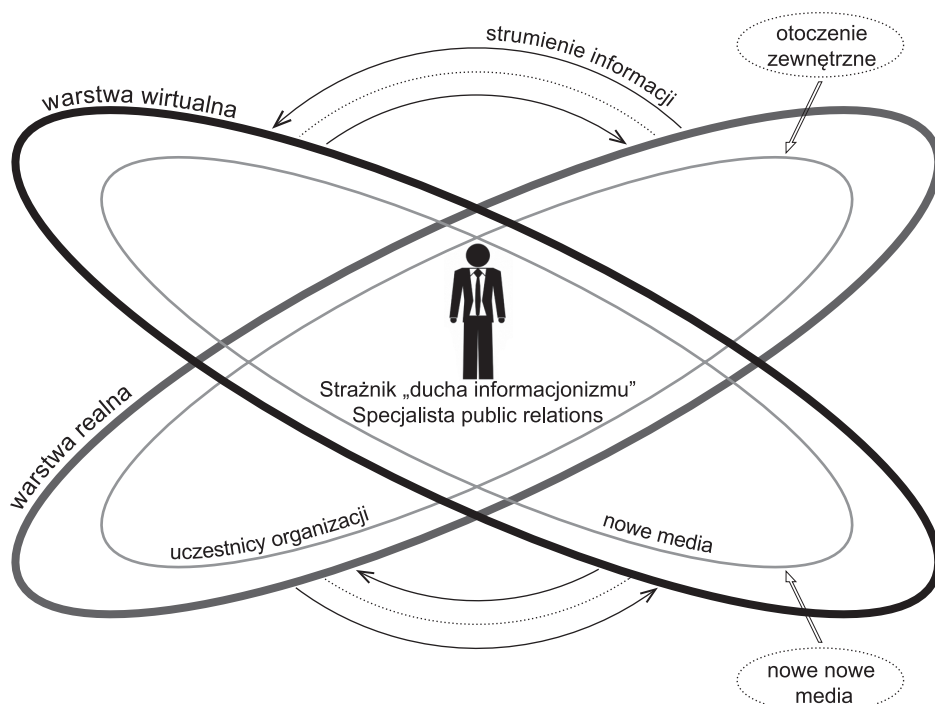 strumienie informacji
otoczenie
zewnętrzne
warstwa wirtualna
Strażnik „ducha informacjonizmu”
Specjalista public relations
warstwa realna
uczestnicy organizacji
nowe media
nowe nowe
media